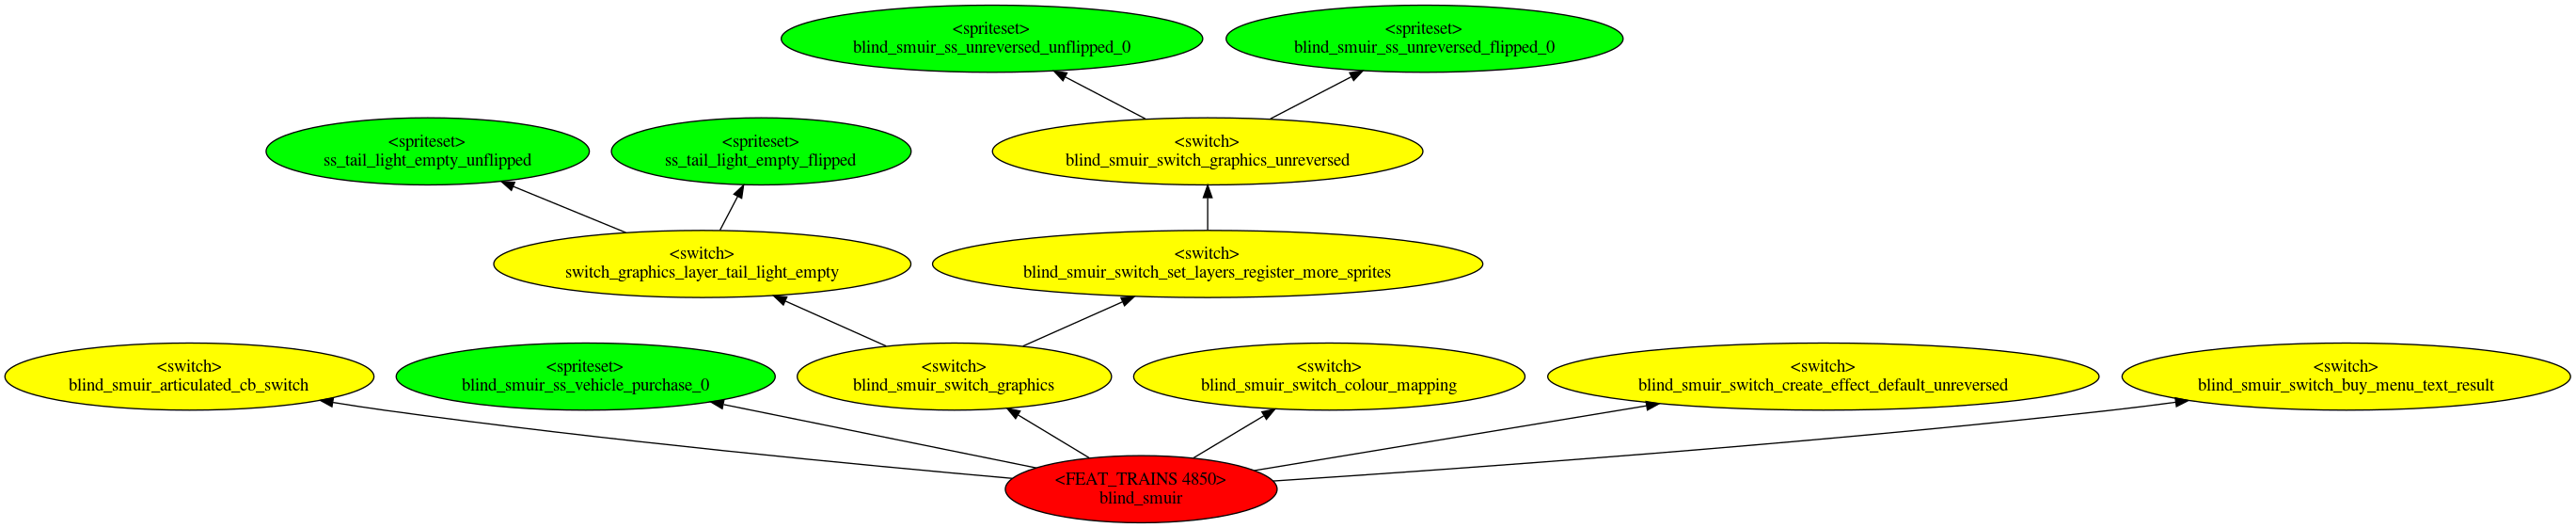 <spriteset>
blind_smuir_ss_unreversed_unflipped_0
<spriteset>
blind_smuir_ss_unreversed_flipped_0
<spriteset>
ss_tail_light_empty_unflipped
<spriteset>
ss_tail_light_empty_flipped
<switch>
blind_smuir_switch_graphics_unreversed
<switch>
switch_graphics_layer_tail_light_empty
<switch>
blind_smuir_switch_set_layers_register_more_sprites
<switch>
blind_smuir_articulated_cb_switch
<spriteset>
blind_smuir_ss_vehicle_purchase_0
<switch>
blind_smuir_switch_graphics
<switch>
blind_smuir_switch_colour_mapping
<switch>
blind_smuir_switch_create_effect_default_unreversed
<switch>
blind_smuir_switch_buy_menu_text_result
<FEAT_TRAINS 4850>
blind_smuir